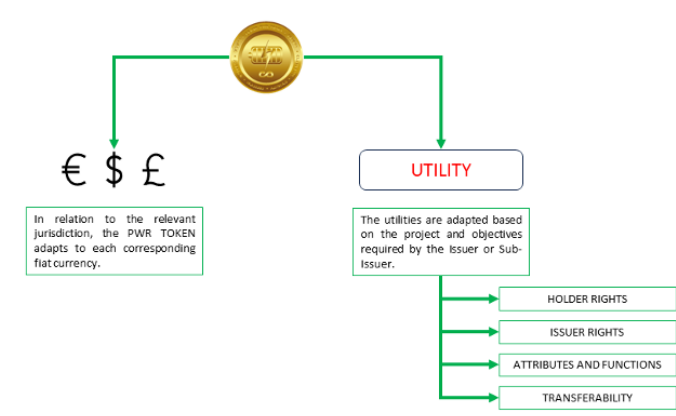 € $ £
UTILITY
In relation to the relevant
jurisdiction, the PWR TOKEN
adapts to each corresponding
fiat currency.
The utilities are adapted based
on the project and objectives
required by the Issuer or Sub-
Issuer.
HOLDER RIGHTS
ISSUER RIGHTS
ATTRIBUTES AND FUNCTIONS
TRANSFERABILITY